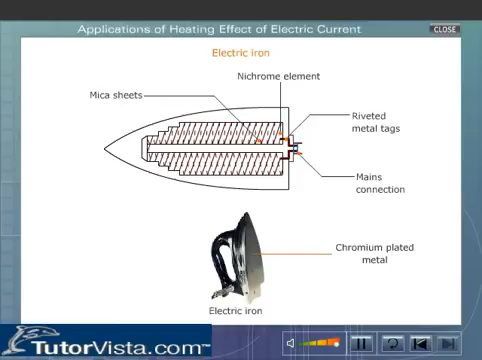 Applications of Heating Effect of Electric Current
CLOSE
Electric iron
Nichrome element
Mica sheets
Riveted
metal tags
Mains
connection
Chromium plated
metal
Electric iron
TutorVista.com™